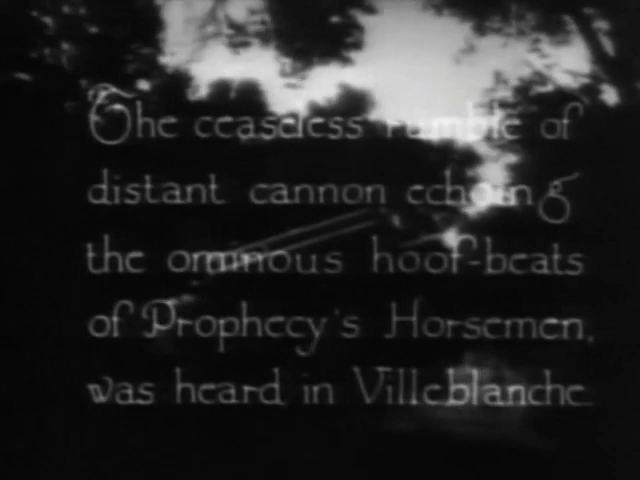 The ceaseless rumble of
distant cannon echoing
the ominous hoof-beats
of Prophecy's Horsemen,
was heard in Villeblanche.